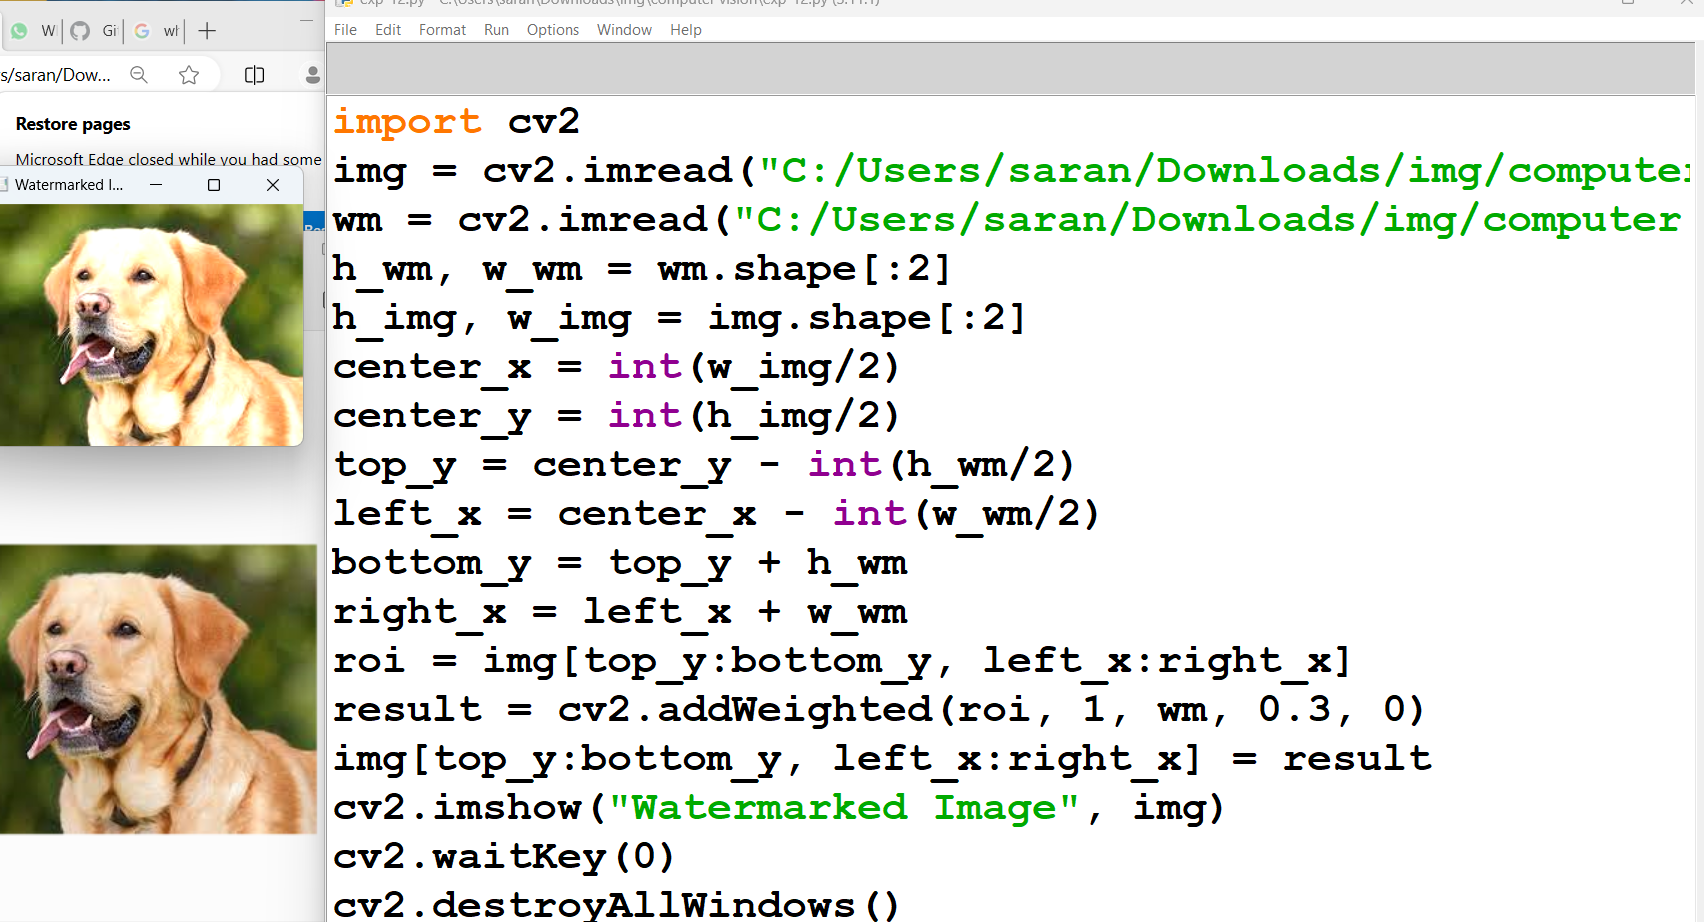 exp-12.py - C:\Users\saran\Downloads\img\computer vision\exp-12.py (3.11.1)
W
Gi
wl
s/saran/Dow...
Restore pages
Microsoft Edge closed while you had some
Watermarked I...
File Edit Format Run Options Window Help
import cv2
img = cv2.imread("C:/Users/saran/Downloads/img/computer
wm = cv2.imread("C:/Users/saran/Downloads/img/computer
h_wm, w_wm = wm.shape[:2]
h_img, w_img = img.shape[:2]
center_x = int(w_img/2)
center_y = int(h_img/2)
top_y = center_y - int(h_wm/2)
left_x = center_x - int(w_wm/2)
bottom_y = top_y + h_wm
right_x = left_x + w_wm
roi = img[top_y:bottom_y, left_x:right_x]
result = cv2.addWeighted(roi, 1, wm, 0.3, 0)
img[top_y:bottom_y, left_x:right_x] = result
cv2.imshow("Watermarked Image", img)
cv2.waitKey(0)
cv2.destroyAllWindows()